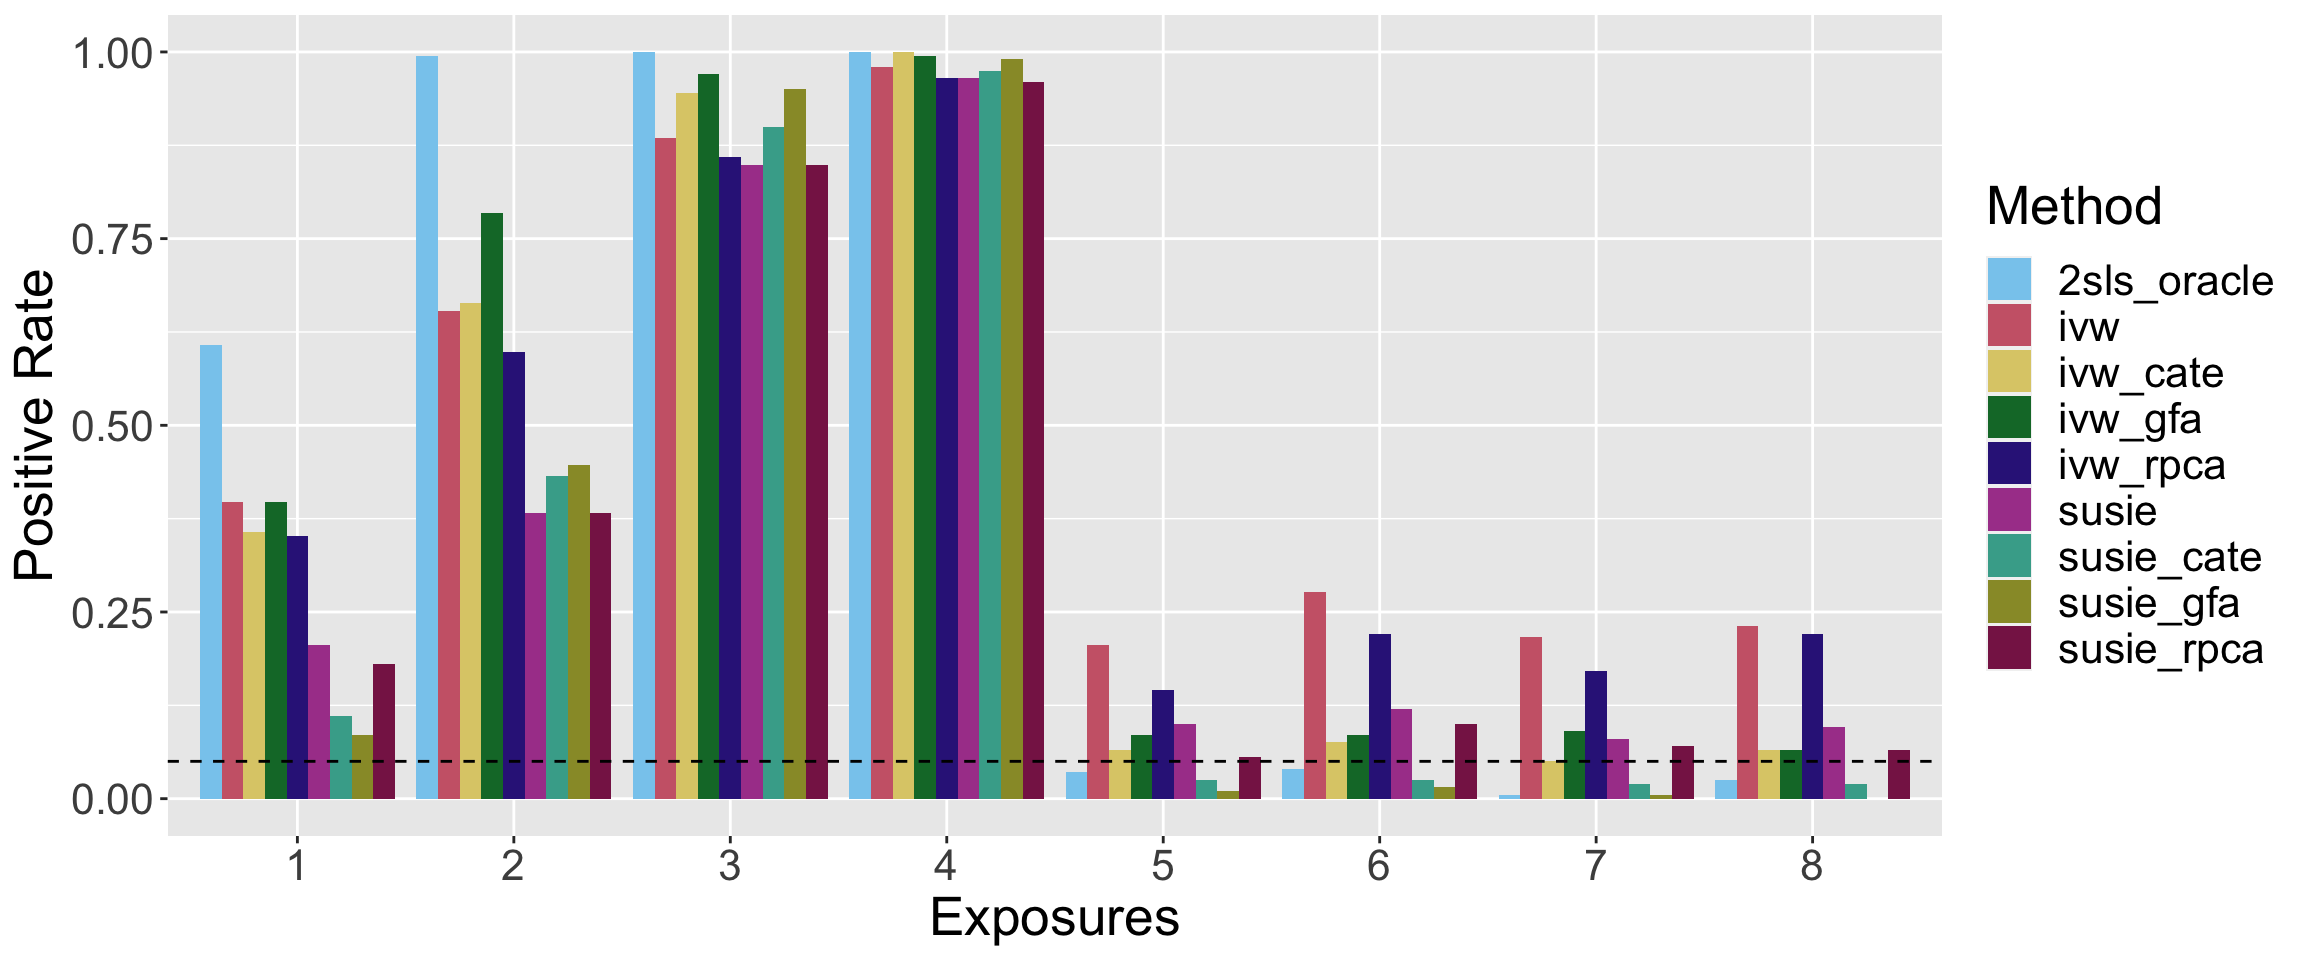 1.00
0.75
0.50
0.25
0.00
Positive Rate
1 2 3 4 5 6 7 8
Exposures
Method
2sls_oracle
ivw
ivw_cate
ivw_gfa
ivw_rpca
susie
susie_cate
susie_gfa
susie_rpca